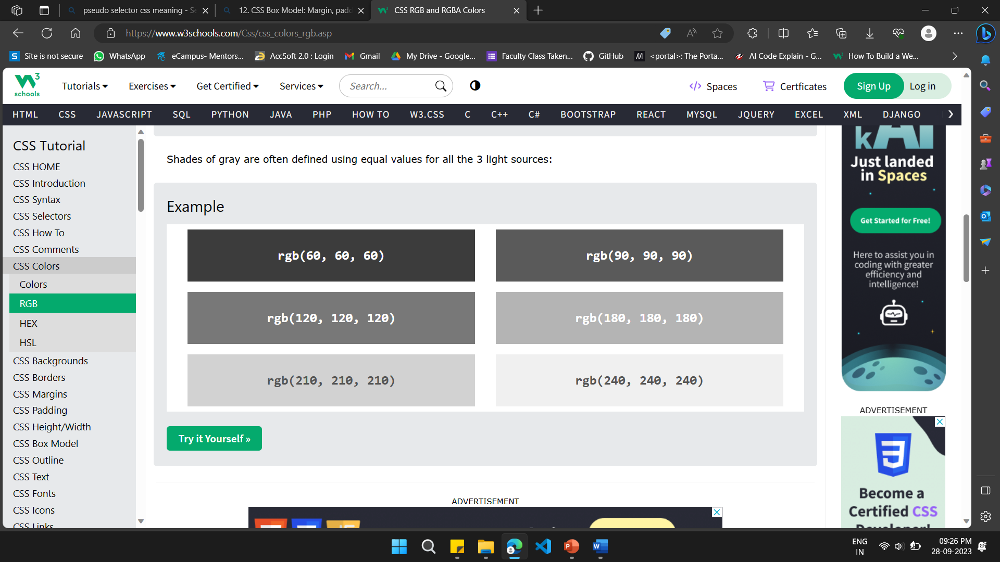 pseudo selector css meaning - Se
12. CSS Box Model: Margin, padd
CSS RGB and RGBA Colors
https://www.w3schools.com/Css/css_colors_rgb.asp
Site is not secure
WhatsApp
eCampus- Mentors...
AccSoft 2.0 : Login
Gmail
My Drive - Google...
Faculty Class Taken...
GitHub
<portal>: The Porta...
AI Code Explain - G...
How To Build a We...
schools
Tutorials
Exercises
Get Certified
Services
Search...
Spaces
Certficates
Sign Up
Log in
HTML
CSS
JAVASCRIPT
SQL
PYTHON
JAVA
PHP
HOW TO
W3.CSS
C
C++
C#
BOOTSTRAP
REACT
MYSQL
JQUERY
EXCEL
XML
DJANGO
CSS Tutorial
CSS HOME
CSS Introduction
CSS Syntax
CSS Selectors
CSS How To
CSS Comments
CSS Colors
Colors
RGB
HEX
HSL
CSS Backgrounds
CSS Borders
CSS Margins
CSS Padding
CSS Height/Width
CSS Box Model
CSS Outline
CSS Text
CSS Fonts
CSS Icons
CSS Links
Shades of gray are often defined using equal values for all the 3 light sources:
Example
rgb(60, 60, 60)
rgb(90, 90, 90)
rgb(120, 120, 120)
rgb(180, 180, 180)
rgb(210, 210, 210)
rgb(240, 240, 240)
Try it Yourself »
ADVERTISEMENT
kAI
Just landed
in Spaces
Get Started for Free!
Here to assist you in
coding with greater
efficiency and
intelligence!
ADVERTISEMENT
Become a
Certified CSS
Developer!
ENG
IN
09:26 PM
28-09-2023